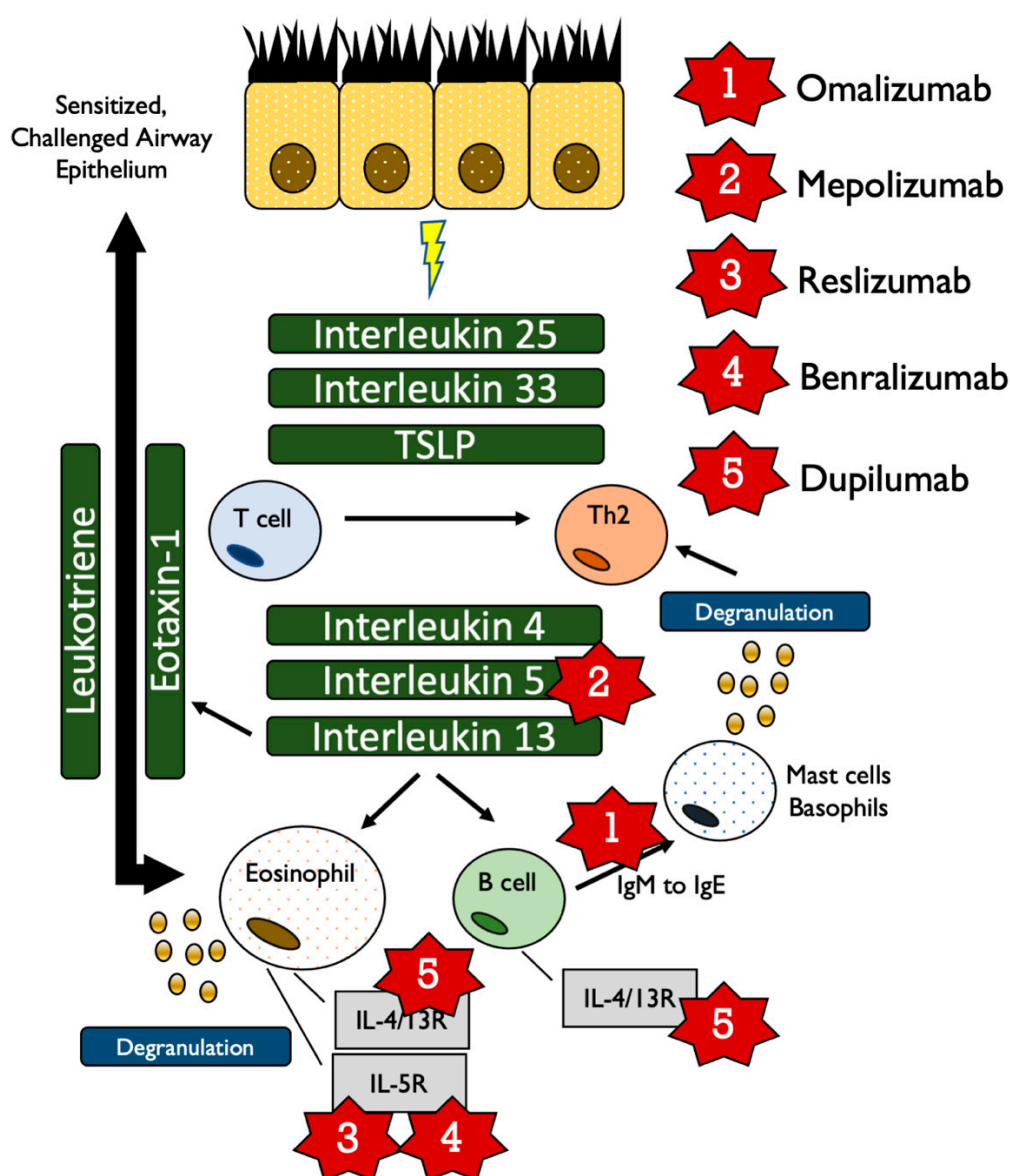 Sensitized,
Challenged Airway
Epithelium
1 Omalizumab
2 Mepolizumab
3 Reslizumab
4 Benralizumab
5 Dupilumab
Interleukin 25
Interleukin 33
TSLP
T cell
Th2
Leukotriene
Eotaxin-1
Degranulation
Interleukin 4
Interleukin 5
2
Interleukin 13
Mast cells
Basophils
1
IgM to IgE
Eosinophil
B cell
5
IL-4/13R
IL-4/13R
5
Degranulation
IL-5R
3
4